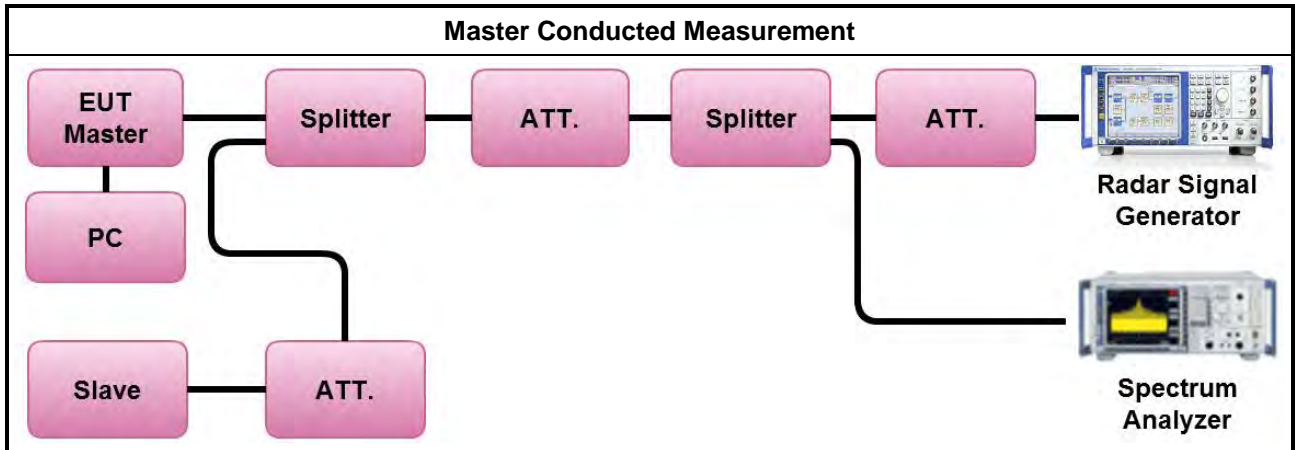 Master Conducted Measurement
EUT
Master
Splitter
ATT.
Splitter
ATT.
Radar Signal
Generator
PC
Slave
ATT.
Spectrum
Analyzer